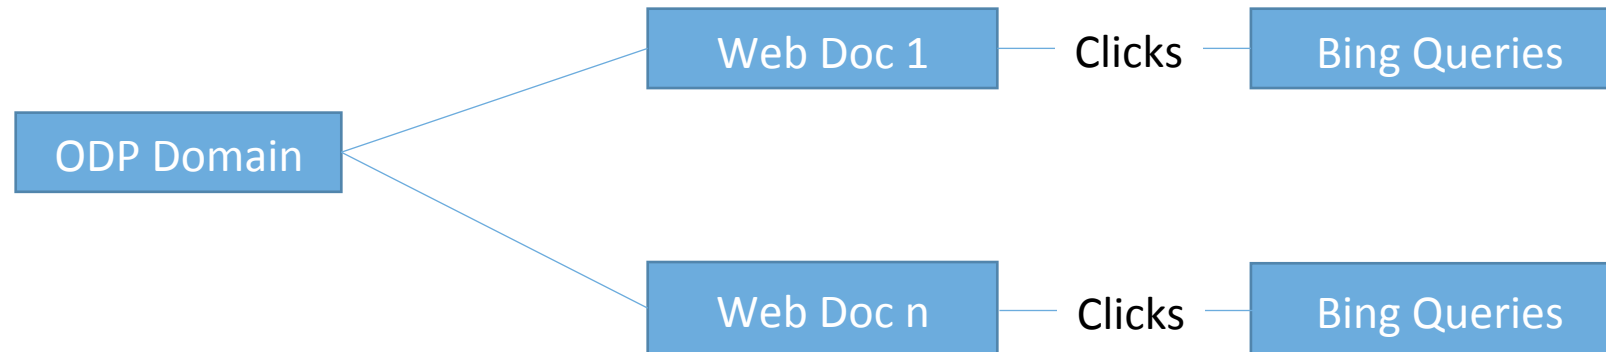 Web Doc 1 Clicks Bing Queries
ODP Domain
Web Doc n Clicks Bing Queries